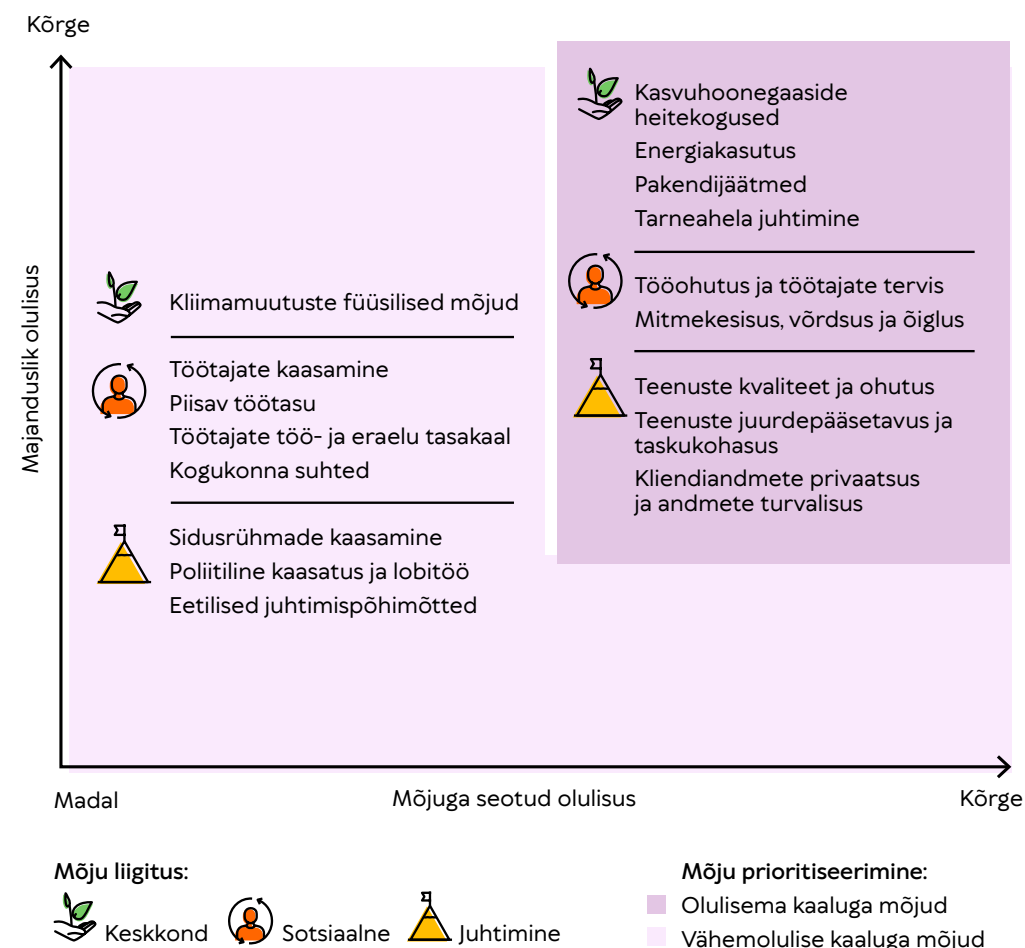 Kõrge
Majanduslik olulisus
Kliimamuutuste füüsilised mõjud
Töötajate kaasamine
Piisav töötasu
Töötajate töö- ja eraelu tasakaal
Kogukonna suhted
Sidusrühmade kaasamine
Poliitiline kaasatus ja lobitöö
Eetilised juhtimispõhimõtted
Kasvuhoonegaaside
heitekogused
Energiakasutus
Pakendijäätmed
Tarneahela juhtimine
Tööohutus ja töötajate tervis
Mitmekesisus, võrdsus ja õiglus
Teenuste kvaliteet ja ohutus
Teenuste juurdepääsetavus ja
taskukohasus
Kliendiandmete privaatsus
ja andmete turvalisus
Madal
Mõjuga seotud olulisus
Kõrge
Mõju liigitus:
Keskkond
Sotsiaalne
Juhtimine
Mõju prioritiseerimine:
Olulisema kaaluga mõjud
Vähemolulise kaaluga mõjud